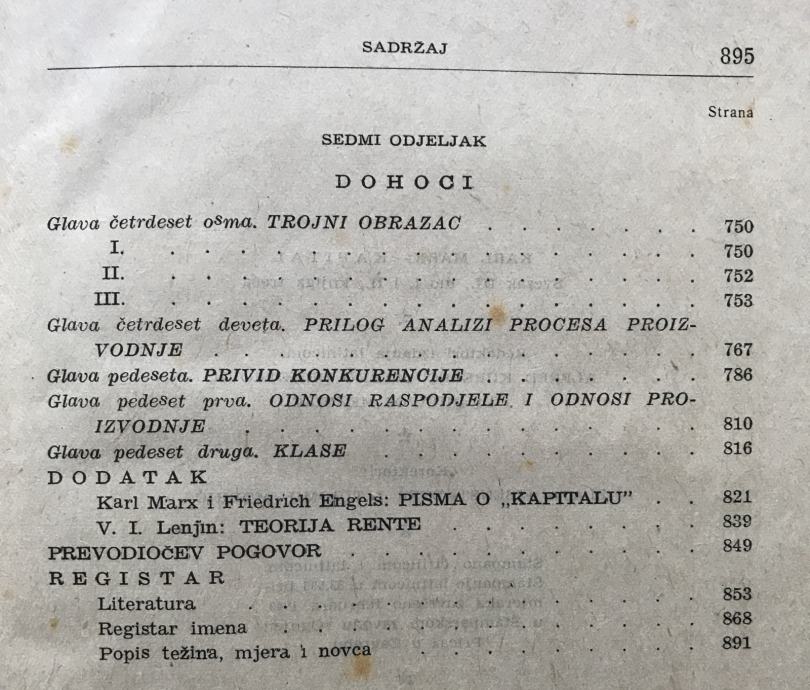 SADRŽAJ 895
Strana
SEDMI ODJELJAK
DOHOCI
Glava četrdeset osma. TROJNI OBRAZAC . . . . . . . 750
I. . . . . . . . . . . . . . . . . . 750
II. . . . . . . . . . . . . . . . . 752
III. . . . . . . . . . . . . . . . . 753
Glava četrdeset deveta. PRILOG ANALIZI PROCESA PROIZ-
VODNJE . . . . . . . . . . . . . . 767
Glava pedeseta. PRIVID KONKURENCIJE . . . . . . . 786
Glava pedeset prva. ODNOSI RASPODJELE I ODNOSI PRO-
IZVODNJE . . . . . . . . . . . . . 810
Glava pedeset druga. KLASE . . . . . . . . . . 816
DODATAK
Karl Marx i Friedrich Engels: PISMA O „KAPITALU” . . 821
V. I. Lenjin: TEORIJA RENTE . . . . . . . . 839
PREVODIOČEV POGOVOR . . . . . . . . . . . 849
REGISTAR
Literatura . . . . . . . . . . . . . . 853
Registar imena . . . . . . . . . . . . 868
Popis težina, mjera i novca . . . . . . . . . 891